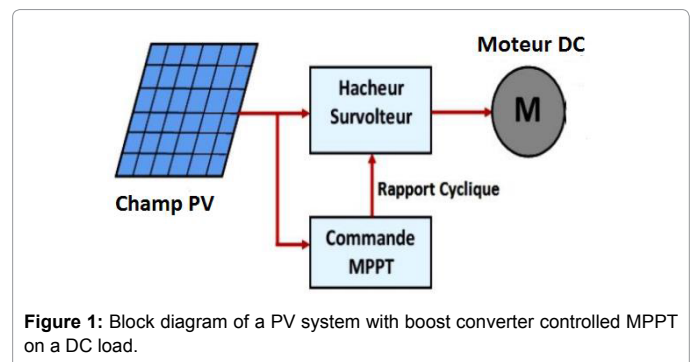 Moteur DC
Hacheur
Survolteur
M
Champ PV
Rapport Cyclique
Commande
MPPT
Figure 1: Block diagram of a PV system with boost converter controlled MPPT
on a DC load.